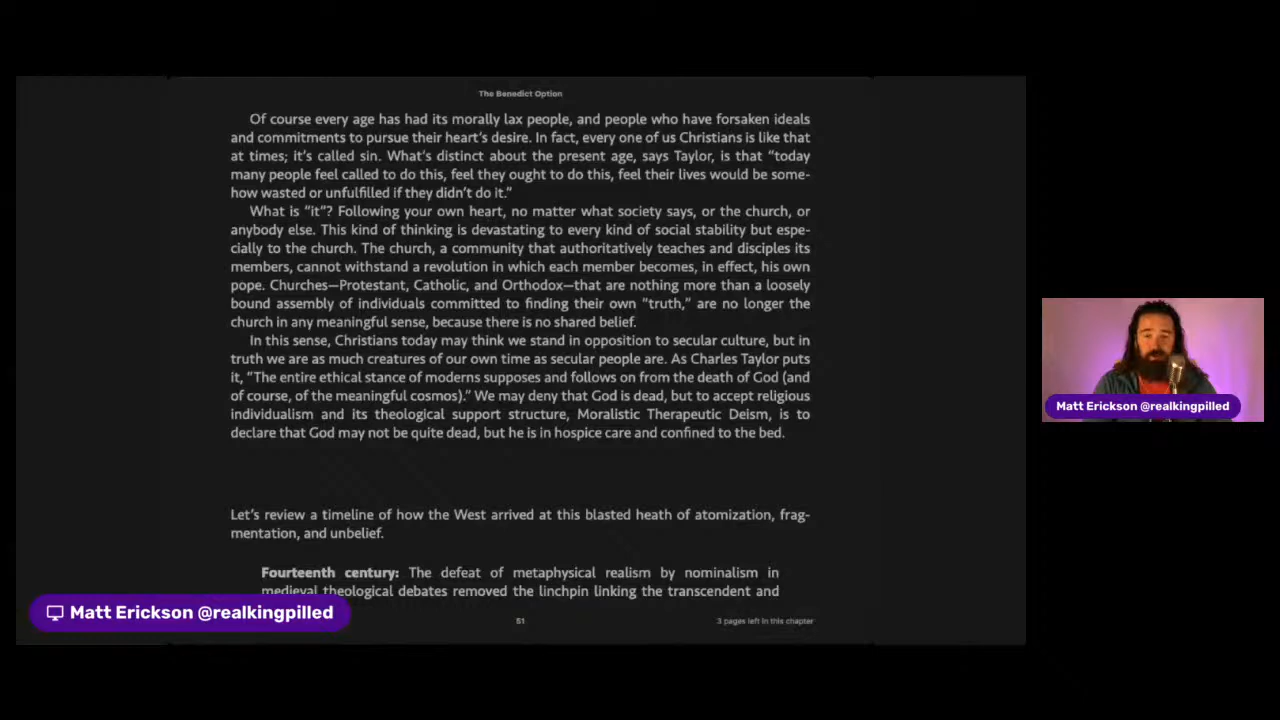 The Benedict Option
Of course every age has had its morally lax people, and people who have forsaken ideals
and commitments to pursue their heart's desire. In fact, every one of us Christians is like that
at times; it's called sin. What's distinct about the present age, says Taylor, is that "today
many people feel called to do this, feel they ought to do this, feel their lives would be some-
how wasted or unfulfilled if they didn't do it."
What is "it"? Following your own heart, no matter what society says, or the church, or
anybody else. This kind of thinking is devastating to every kind of social stability but espe-
cially to the church. The church, a community that authoritatively teaches and disciples its
members, cannot withstand a revolution in which each member becomes, in effect, his own
pope. Churches—Protestant, Catholic, and Orthodox—that are nothing more than a loosely
bound assembly of individuals committed to finding their own "truth," are no longer the
church in any meaningful sense, because there is no shared belief.
In this sense, Christians today may think we stand in opposition to secular culture, but in
truth we are as much creatures of our own time as secular people are. As Charles Taylor puts
it, "The entire ethical stance of moderns supposes and follows on from the death of God (and
of course, of the meaningful cosmos)." We may deny that God is dead, but to accept religious
individualism and its theological support structure, Moralistic Therapeutic Deism, is to
declare that God may not be quite dead, but he is in hospice care and confined to the bed.
Let's review a timeline of how the West arrived at this blasted heath of atomization, frag-
mentation, and unbelief.
Fourteenth century: The defeat of metaphysical realism by nominalism in
medieval theological debates removed the linchpin linking the transcendent and
51
3 pages left in this chapter
Matt Erickson @realkingpilled
Matt Erickson @realkingpilled